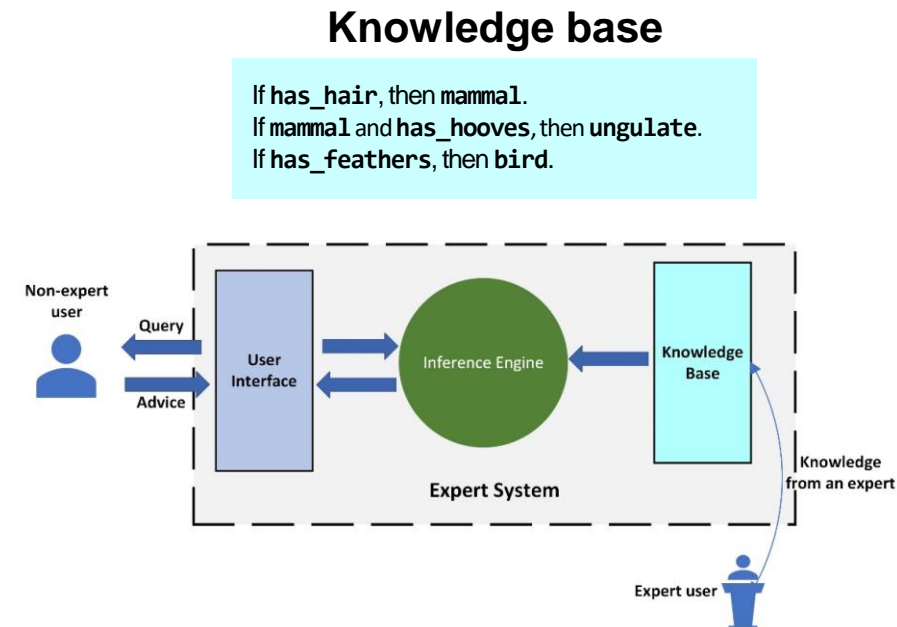 Knowledge base
If has_hair, then mammal.
If mammal and has_hooves, then ungulate.
If has_feathers, then bird.
Non-expert
user
Query
Advice
User
Interface
Inference Engine
Knowledge
Base
Expert System
Knowledge
from an expert
Expert user